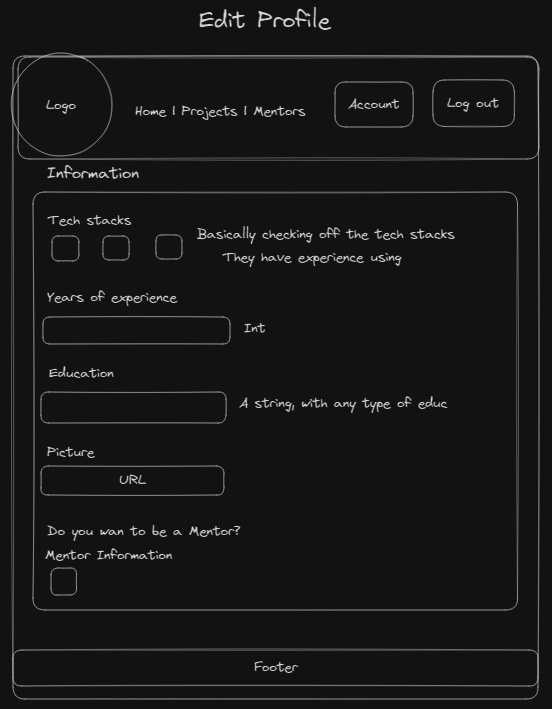 Edit Profile
Logo
Home | Projects | Mentors
Account
Log out
Information
Tech stacks
Basically checking off the tech stacks
They have experience using
Years of experience
Int
Education
A string, with any type of educ
Picture
URL
Do you wan to be a Mentor?
Mentor Information
Footer